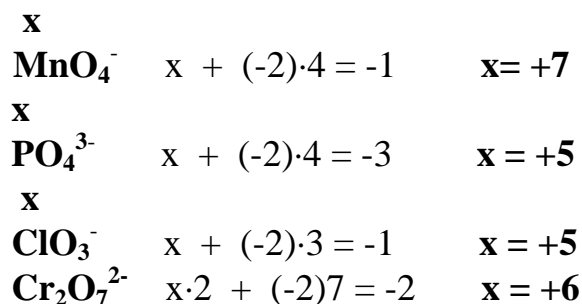 x
MnO₄⁻ x + (-2)·4 = -1 x= +7
x
PO₄³⁻ x + (-2)·4 = -3 x = +5
x
ClO₃⁻ x + (-2)·3 = -1 x = +5
Cr₂O₇²⁻ x·2 + (-2)7 = -2 x = +6